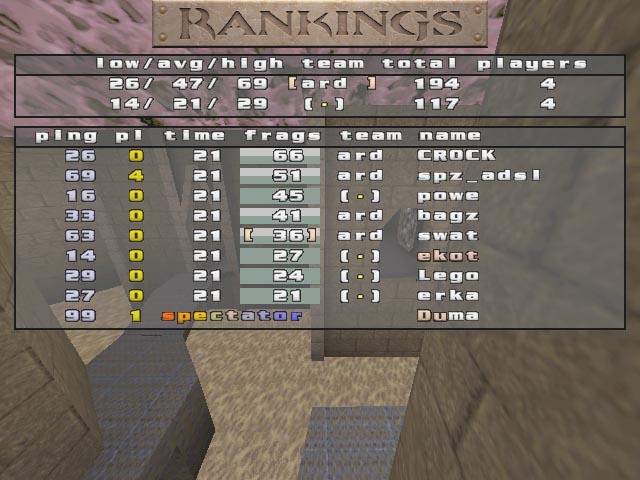 RANKINGS
low/avg/high team total players
26/ 47/ 69 [ard ] 194 4
14/ 21/ 29 (·) 117 4
ping pl time frags team name
26 0 21 66 ard CROCK
69 4 21 51 ard spz_adsl
16 0 21 45 (·) powe
33 0 21 41 ard bagz
63 0 21 [ 36] ard swat
14 0 21 27 (·) ekot
29 0 21 24 (·) Lego
27 0 21 21 (·) erka
99 1 spectator Duma